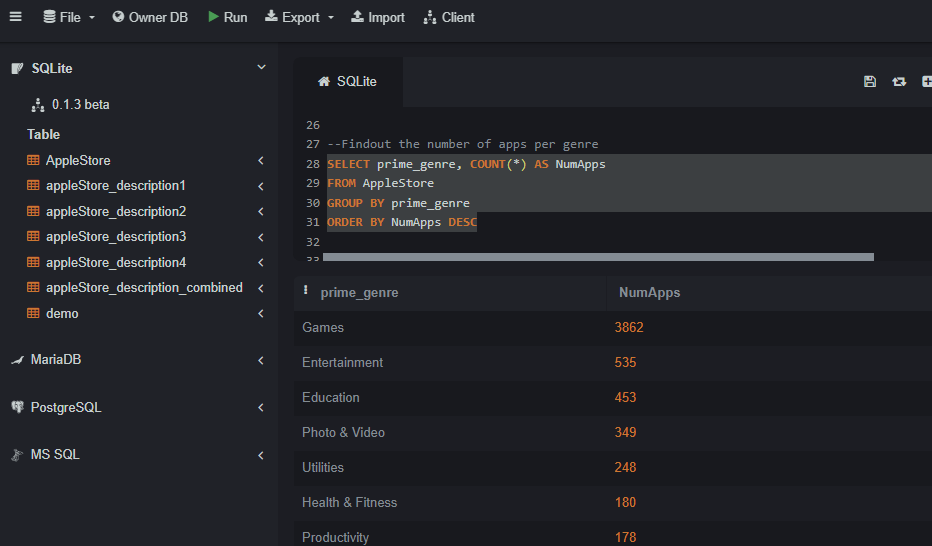 File Owner DB Run Export Import Client
SQLite
0.1.3 beta
Table
AppleStore
appleStore_description1
appleStore_description2
appleStore_description3
appleStore_description4
appleStore_description_combined
demo
MariaDB
PostgreSQL
MS SQL
SQLite
26
27 --Findout the number of apps per genre
28 SELECT prime_genre, COUNT(*) AS NumApps
29 FROM AppleStore
30 GROUP BY prime_genre
31 ORDER BY NumApps DESC
32
33
prime_genre NumApps
Games 3862
Entertainment 535
Education 453
Photo & Video 349
Utilities 248
Health & Fitness 180
Productivity 178